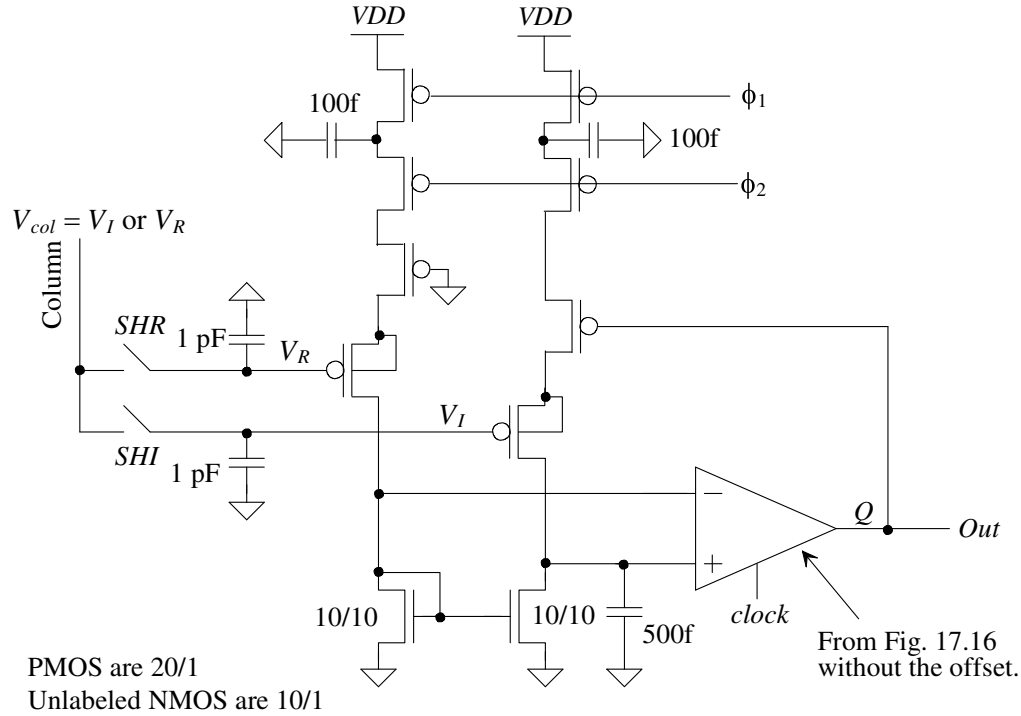 VDD VDD
ϕ1
100f
100f
ϕ2
Vcol = VI or VR
Column
SHR
1 pF
VR
VI
SHI
1 pF
−
Q
Out
+
10/10
10/10
500f
clock
From Fig. 17.16
without the offset.
PMOS are 20/1
Unlabeled NMOS are 10/1